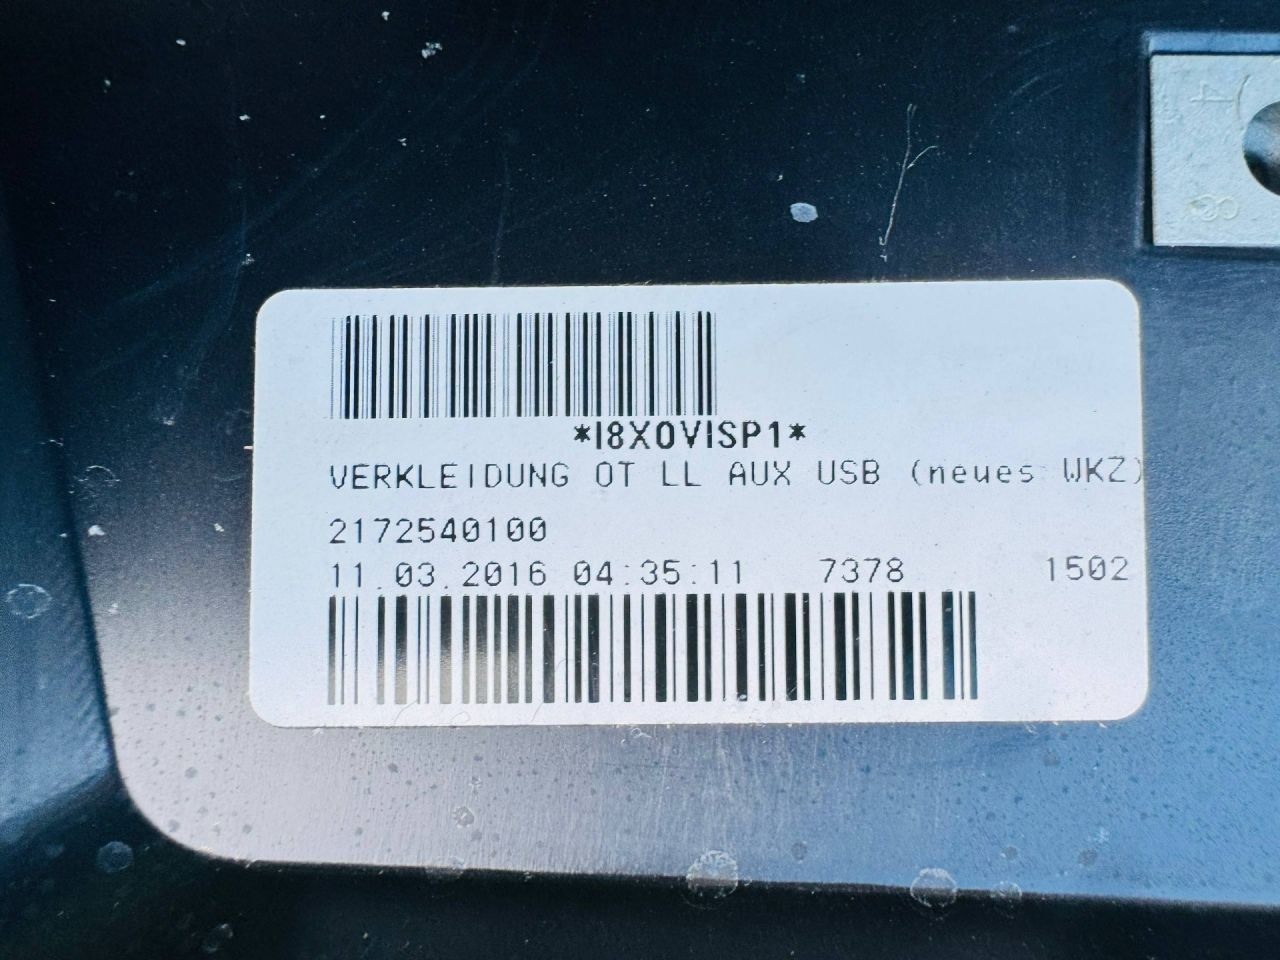 *I8X0VISP1*
VERKLEIDUNG OT LL AUX USB (neues WKZ)
2172540100
11.03.2016 04:35:11 7378 1502